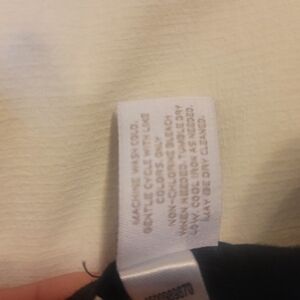 MACHINE WASH COLD,
GENTLE CYCLE WITH LIKE
COLORS. ONLY
NON-CHLORINE BLEACH
WHEN NEEDED. TUMBLE DRY
LOW. COOL IRON AS NEEDED.
MAY BE DRY CLEANED.